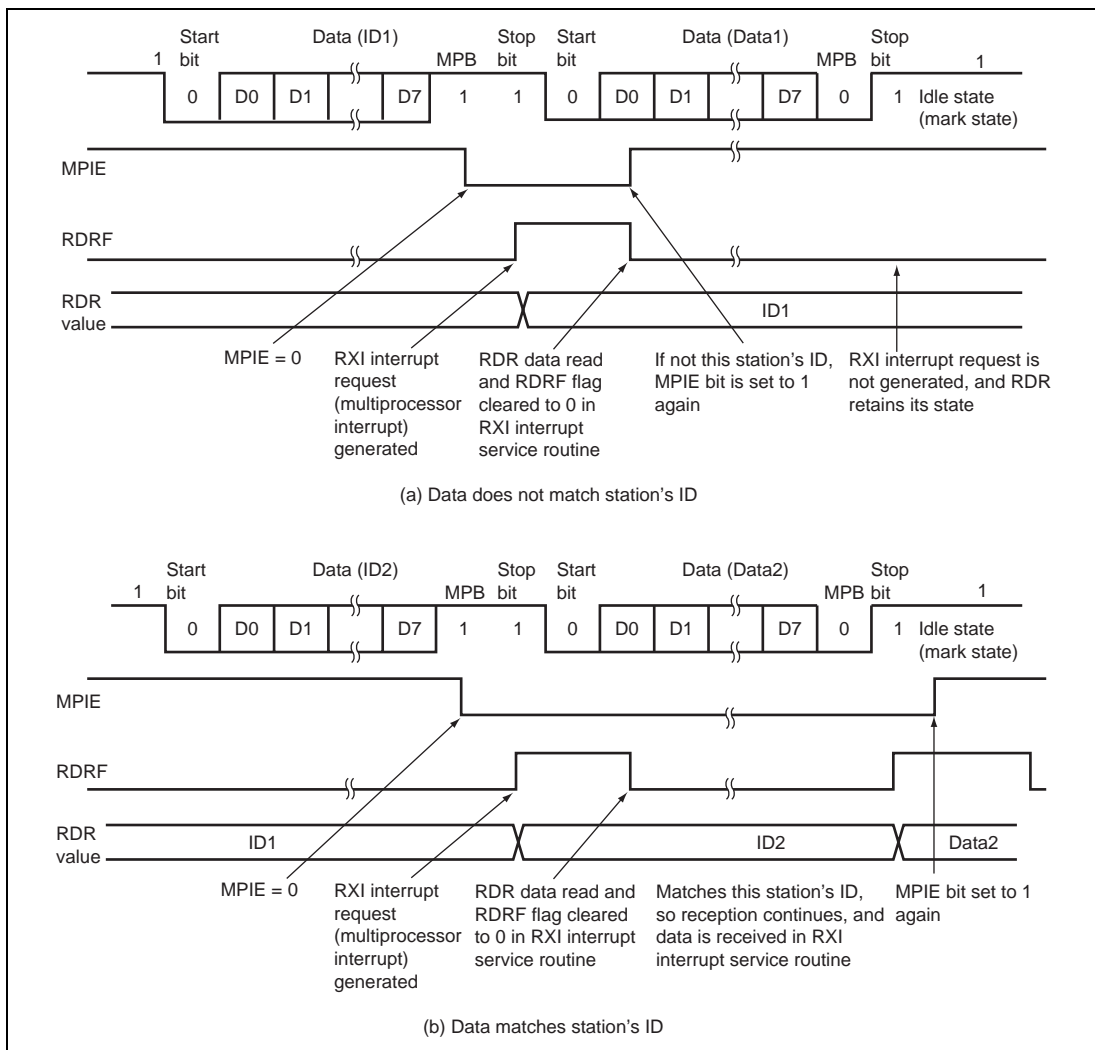 Start bit Data (ID1) MPB Stop bit Start bit Data (Data1) MPB Stop bit
1 1
0 D0 D1 D7 1 1 0 D0 D1 D7 0 1 Idle state (mark state)
MPIE
RDRF
RDR value
ID1
MPIE = 0
RXI interrupt
request
(multiprocessor
interrupt)
generated
RDR data read
and RDRF flag
cleared to 0 in
RXI interrupt
service routine
If not this station's ID,
MPIE bit is set to 1
again
RXI interrupt request is
not generated, and RDR
retains its state
(a) Data does not match station's ID
Start bit Data (ID2) MPB Stop bit Start bit Data (Data2) MPB Stop bit
1 1
0 D0 D1 D7 1 1 0 D0 D1 D7 0 1 Idle state (mark state)
MPIE
RDRF
RDR value
ID1 ID2 Data2
MPIE = 0
RXI interrupt
request
(multiprocessor
interrupt)
generated
RDR data read and
RDRF flag cleared
to 0 in RXI interrupt
service routine
Matches this station's ID,
so reception continues, and
data is received in RXI
interrupt service routine
MPIE bit set to 1
again
(b) Data matches station's ID